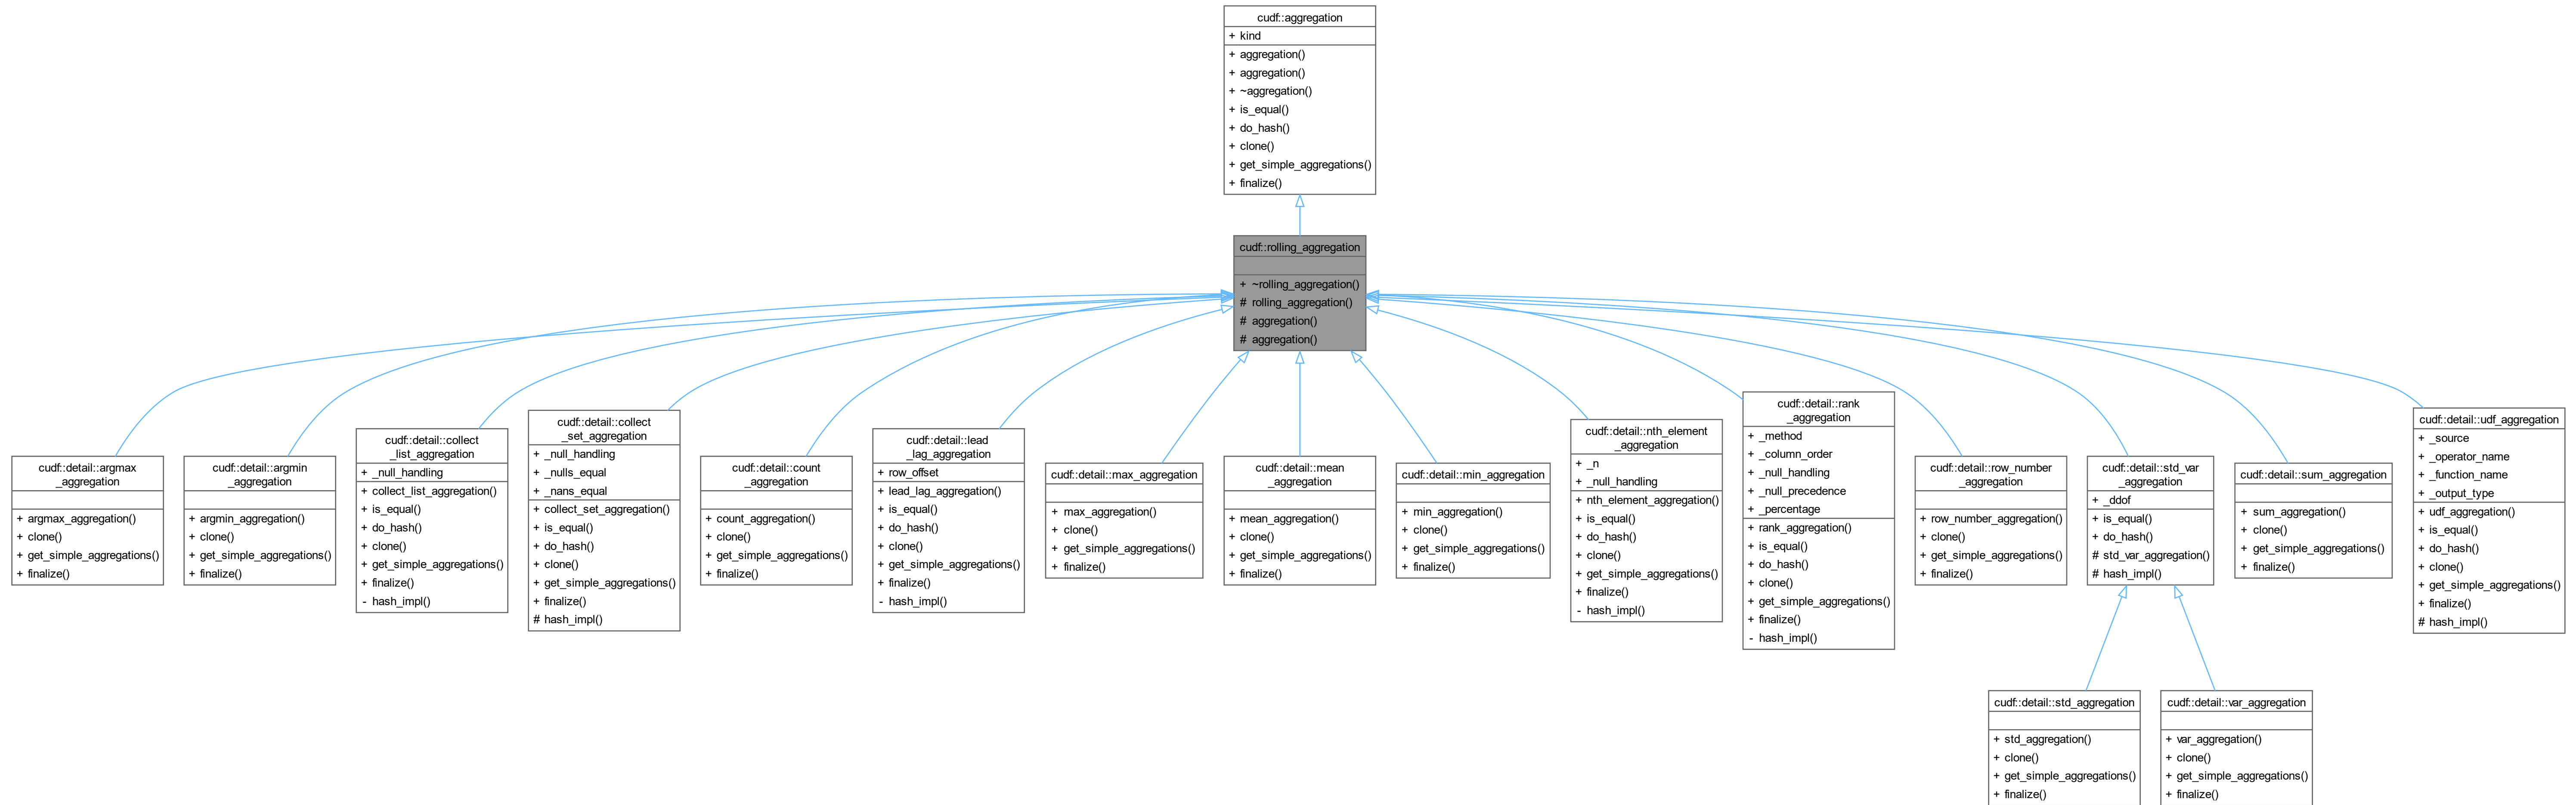 cudf::aggregation
+ kind
+ aggregation()
+ aggregation()
+ ~aggregation()
+ is_equal()
+ do_hash()
+ clone()
+ get_simple_aggregations()
+ finalize()
cudf::rolling_aggregation
+ ~rolling_aggregation()
# rolling_aggregation()
# aggregation()
# aggregation()
cudf::detail::argmax
_aggregation
+ argmax_aggregation()
+ clone()
+ get_simple_aggregations()
+ finalize()
cudf::detail::argmin
_aggregation
+ argmin_aggregation()
+ clone()
+ get_simple_aggregations()
+ finalize()
cudf::detail::collect
_list_aggregation
+ _null_handling
+ collect_list_aggregation()
+ is_equal()
+ do_hash()
+ clone()
+ get_simple_aggregations()
+ finalize()
- hash_impl()
cudf::detail::collect
_set_aggregation
+ _null_handling
+ _nulls_equal
+ _nans_equal
+ collect_set_aggregation()
+ is_equal()
+ do_hash()
+ clone()
+ get_simple_aggregations()
+ finalize()
# hash_impl()
cudf::detail::count
_aggregation
+ count_aggregation()
+ clone()
+ get_simple_aggregations()
+ finalize()
cudf::detail::lead
_lag_aggregation
+ row_offset
+ lead_lag_aggregation()
+ is_equal()
+ do_hash()
+ clone()
+ get_simple_aggregations()
+ finalize()
- hash_impl()
cudf::detail::max_aggregation
+ max_aggregation()
+ clone()
+ get_simple_aggregations()
+ finalize()
cudf::detail::mean
_aggregation
+ mean_aggregation()
+ clone()
+ get_simple_aggregations()
+ finalize()
cudf::detail::min_aggregation
+ min_aggregation()
+ clone()
+ get_simple_aggregations()
+ finalize()
cudf::detail::nth_element
_aggregation
+ _n
+ _null_handling
+ nth_element_aggregation()
+ is_equal()
+ do_hash()
+ clone()
+ get_simple_aggregations()
+ finalize()
- hash_impl()
cudf::detail::rank
_aggregation
+ _method
+ _column_order
+ _null_handling
+ _null_precedence
+ _percentage
+ rank_aggregation()
+ is_equal()
+ do_hash()
+ clone()
+ get_simple_aggregations()
+ finalize()
- hash_impl()
cudf::detail::row_number
_aggregation
+ row_number_aggregation()
+ clone()
+ get_simple_aggregations()
+ finalize()
cudf::detail::std_var
_aggregation
+ _ddof
+ is_equal()
+ do_hash()
# std_var_aggregation()
# hash_impl()
cudf::detail::sum_aggregation
+ sum_aggregation()
+ clone()
+ get_simple_aggregations()
+ finalize()
cudf::detail::udf_aggregation
+ _source
+ _operator_name
+ _function_name
+ _output_type
+ udf_aggregation()
+ is_equal()
+ do_hash()
+ clone()
+ get_simple_aggregations()
+ finalize()
# hash_impl()
cudf::detail::std_aggregation
+ std_aggregation()
+ clone()
+ get_simple_aggregations()
+ finalize()
cudf::detail::var_aggregation
+ var_aggregation()
+ clone()
+ get_simple_aggregations()
+ finalize()